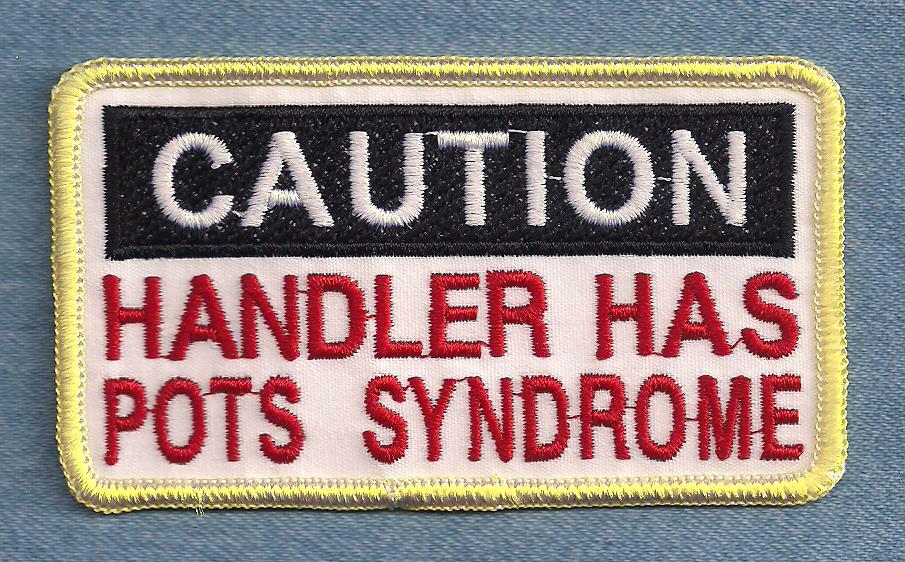 CAUTION
HANDLER HAS
POTS SYNDROME